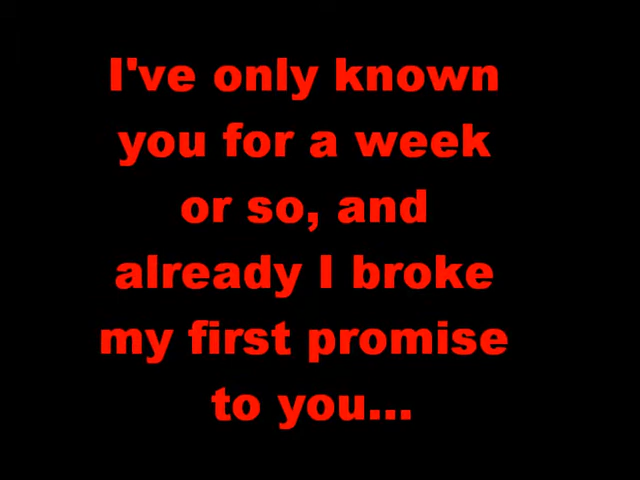 I've only known
you for a week
or so, and
already I broke
my first promise
to you...